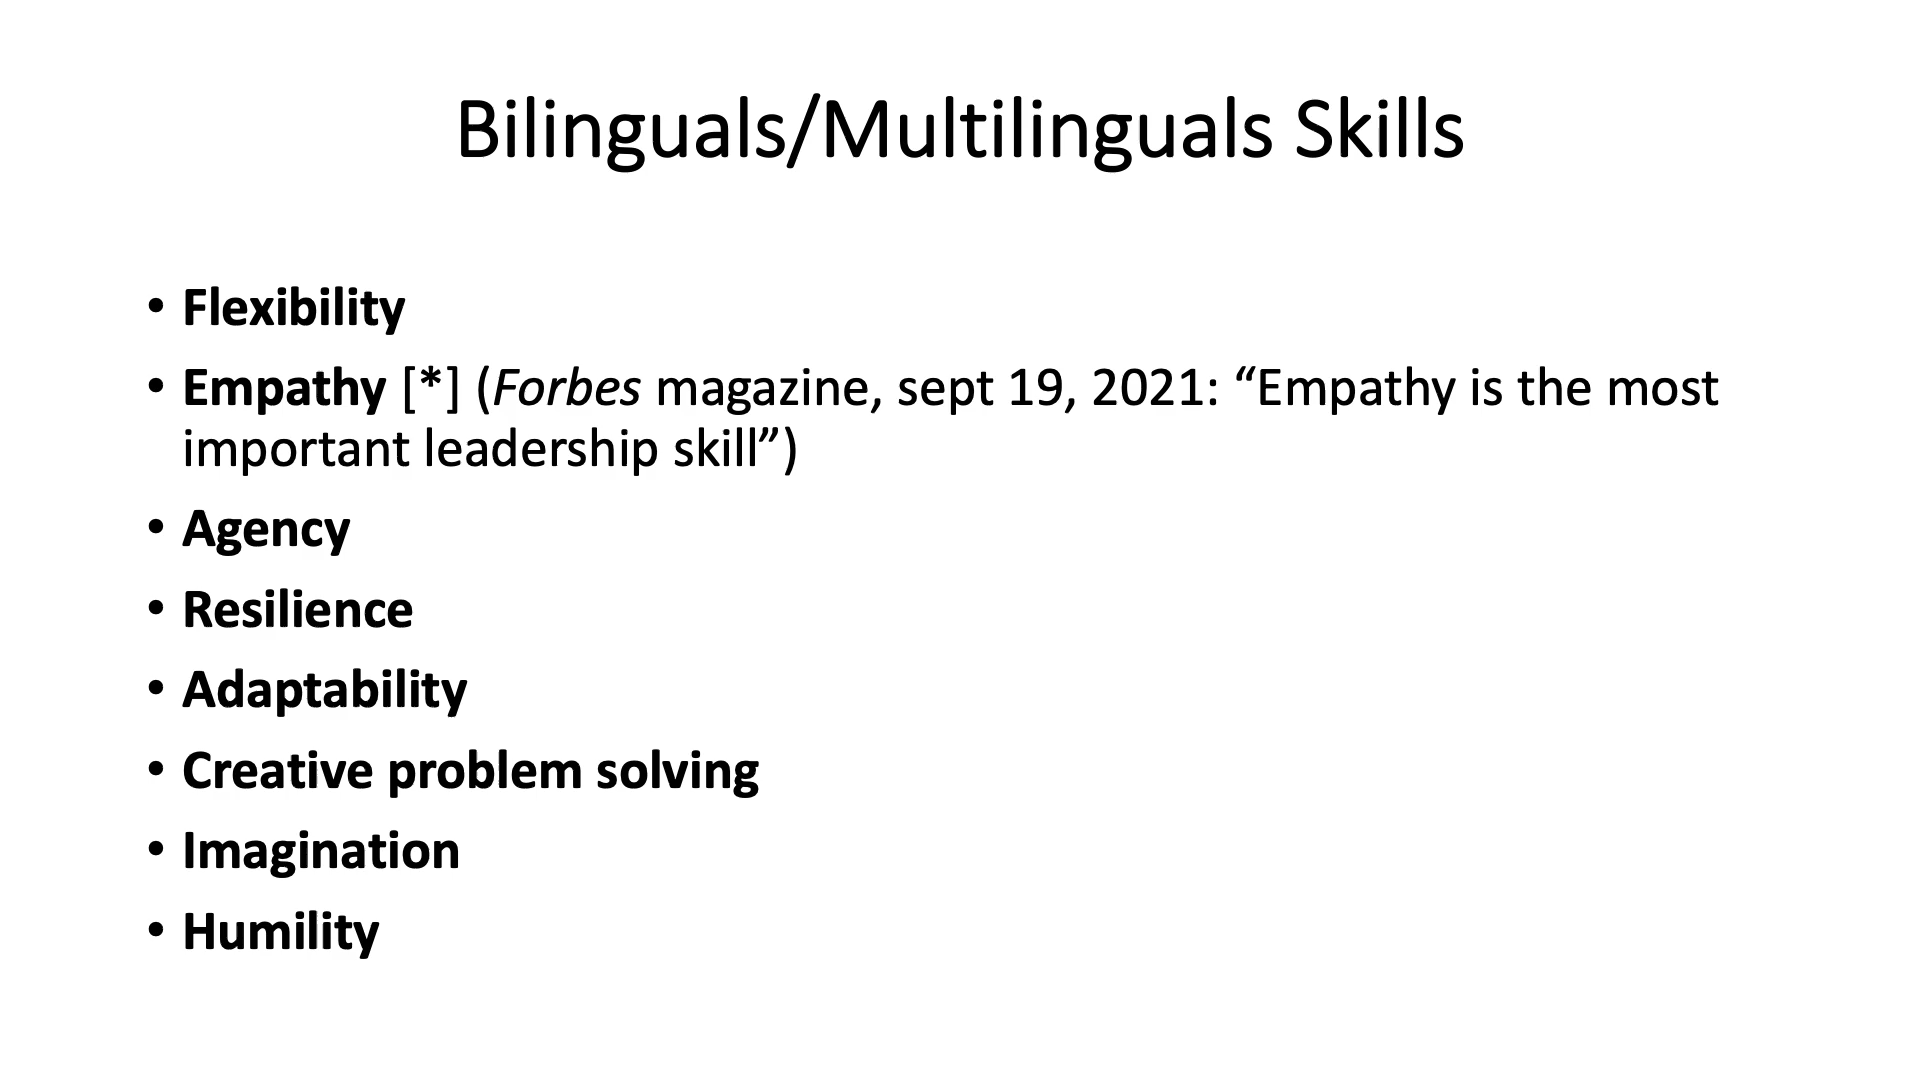 Bilinguals/Multilinguals Skills
• Flexibility
• Empathy [*] (Forbes magazine, sept 19, 2021: “Empathy is the most
important leadership skill”)
• Agency
• Resilience
• Adaptability
• Creative problem solving
• Imagination
• Humility